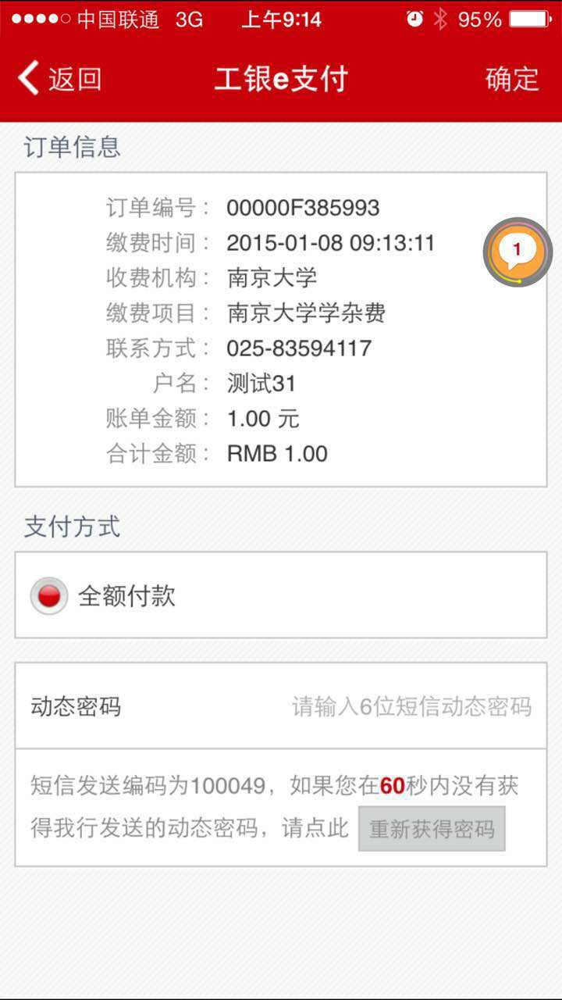 中国联通 3G 上午9:14 95%
返回 工银e支付 确定
订单信息
订单编号： 00000F385993
缴费时间： 2015-01-08 09:13:11
1
收费机构： 南京大学
缴费项目： 南京大学学杂费
联系方式： 025-83594117
户名： 测试31
账单金额： 1.00 元
合计金额： RMB 1.00
支付方式
全额付款
动态密码 请输入6位短信动态密码
短信发送编码为100049，如果您在60秒内没有获
得我行发送的动态密码，请点此 重新获得密码